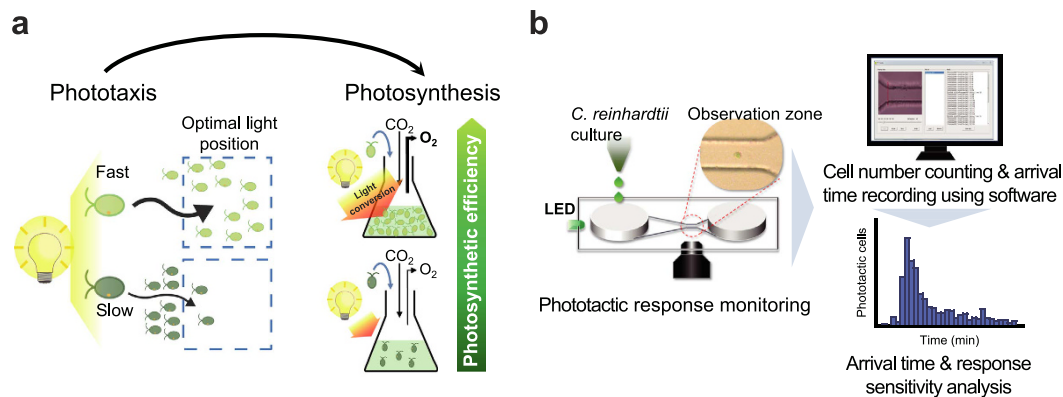 a
Phototaxis
Photosynthesis
Optimal light
position
Fast
Slow
CO2
O2
Light
conversion
CO2
O2
Photosynthetic efficiency
b
C. reinhardtii
culture
Observation zone
LED
Phototactic response monitoring
Cell number counting & arrival
time recording using software
Phototactic cells
Time (min)
Arrival time & response
sensitivity analysis